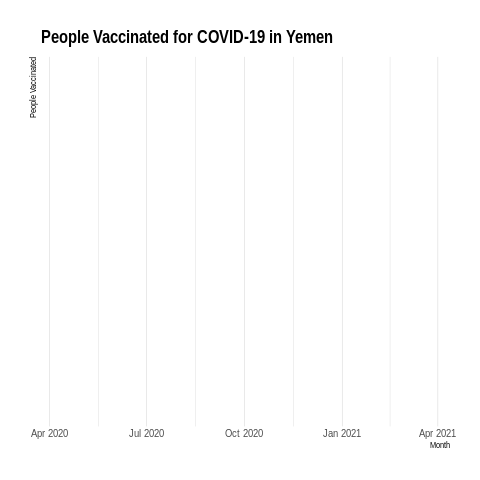 People Vaccinated for COVID-19 in Yemen
People Vaccinated
Apr 2020
Jul 2020
Oct 2020
Jan 2021
Apr 2021
Month